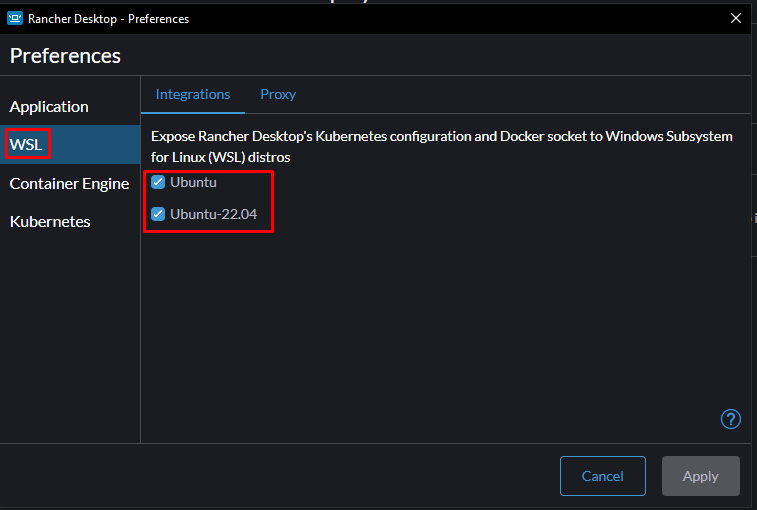 Rancher Desktop - Preferences
Preferences
Application
WSL
Container Engine
Kubernetes
Integrations
Proxy
Expose Rancher Desktop's Kubernetes configuration and Docker socket to Windows Subsystem
for Linux (WSL) distros
Ubuntu
Ubuntu-22.04
?
Cancel
Apply